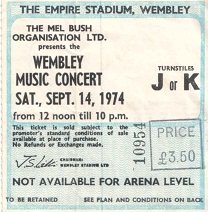 THE EMPIRE STADIUM, WEMBLEY
THE MEL BUSH
ORGANISATION LTD.
presents the
WEMBLEY
MUSIC CONCERT
SAT., SEPT. 14, 1974
from 12 noon till 10 p.m.
TURNSTILES
J or K
This ticket is sold subject to the
promoter's standard conditions of sale
available at place of purchase.
No Refunds or Exchanges made.
CHAIRMAN:
WEMBLEY STADIUM LTD
10954
PRICE
£3.50
NOT AVAILABLE FOR ARENA LEVEL
TO BE RETAINED
SEE PLAN AND CONDITIONS ON BACK